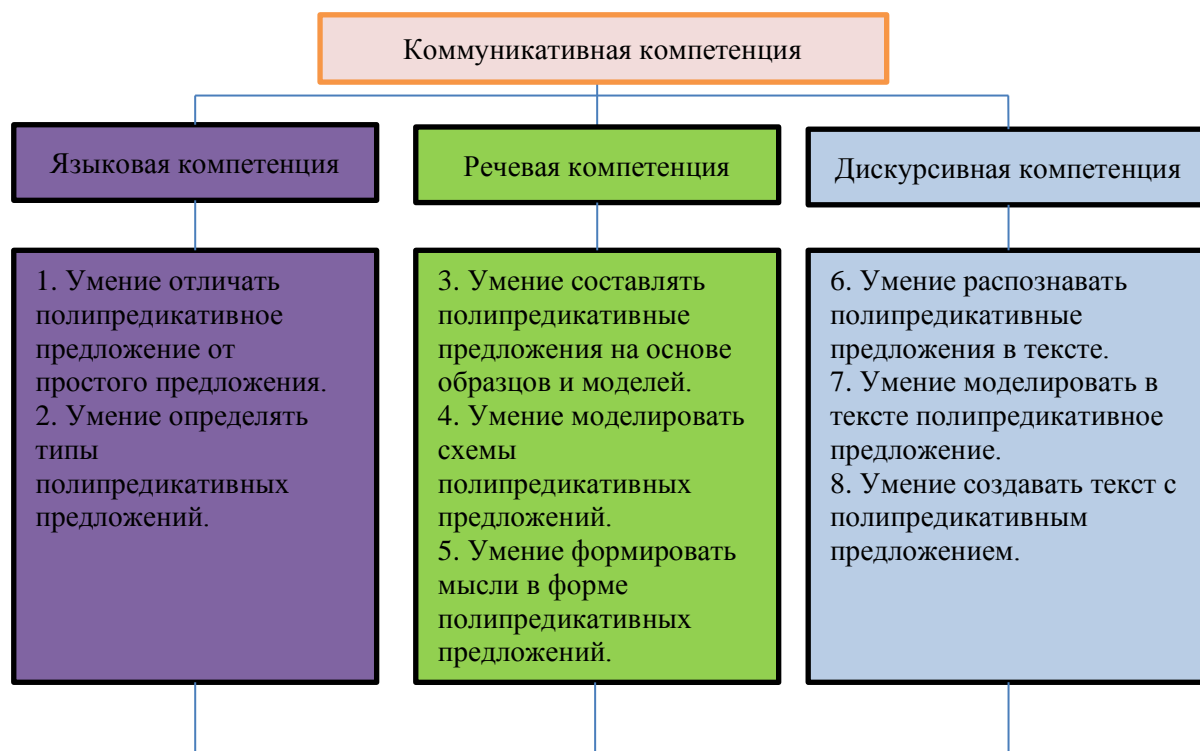 Коммуникативная компетенция
Языковая компетенция
Речевая компетенция
Дискурсивная компетенция
1. Умение отличать
полипредикативное
предложение от
простого предложения.
2. Умение определять
типы
полипредикативных
предложений.
3. Умение составлять
полипредикативные
предложения на основе
образцов и моделей.
4. Умение моделировать
схемы
полипредикативных
предложений.
5. Умение формировать
мысли в форме
полипредикативных
предложений.
6. Умение распознавать
полипредикативные
предложения в тексте.
7. Умение моделировать в
тексте полипредикативное
предложение.
8. Умение создавать текст с
полипредикативным
предложением.